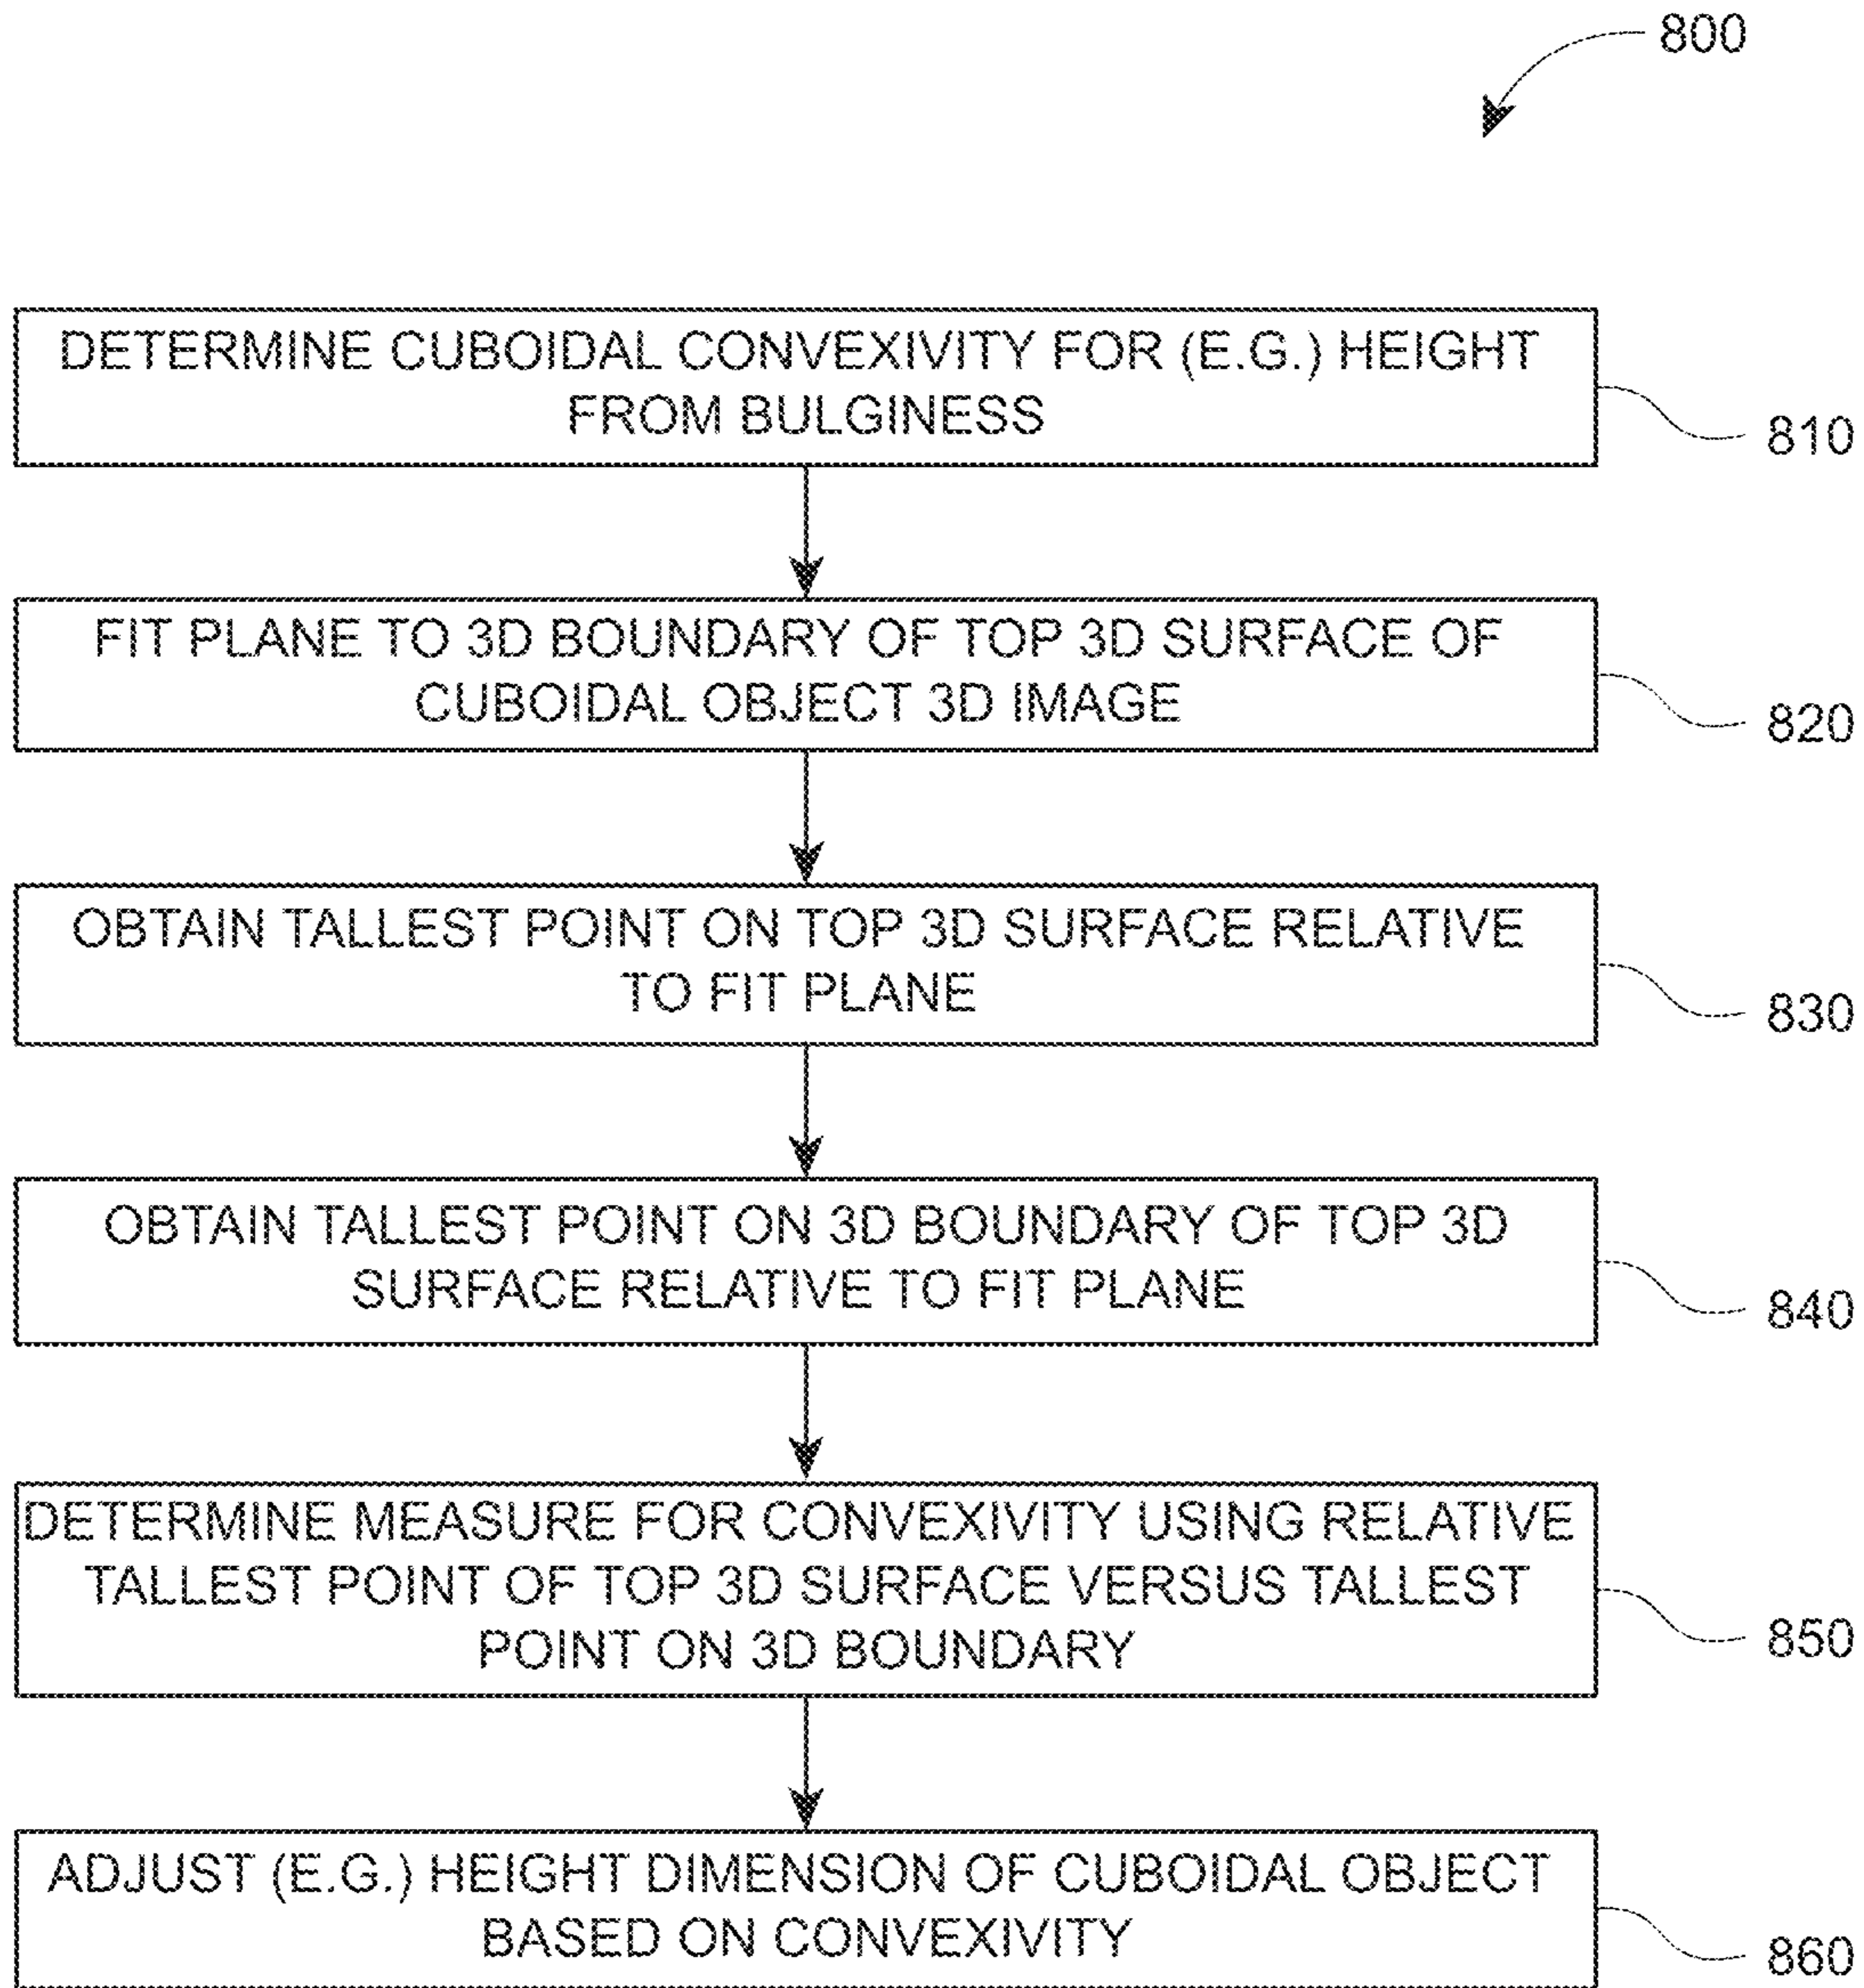 800
DETERMINE CUBOIDAL CONVEXIVITY FOR (E.G.) HEIGHT
FROM BULGINESS
810
FIT PLANE TO 3D BOUNDARY OF TOP 3D SURFACE OF
CUBOIDAL OBJECT 3D IMAGE
820
OBTAIN TALLEST POINT ON TOP 3D SURFACE RELATIVE
TO FIT PLANE
830
OBTAIN TALLEST POINT ON 3D BOUNDARY OF TOP 3D
SURFACE RELATIVE TO FIT PLANE
840
DETERMINE MEASURE FOR CONVEXIVITY USING RELATIVE
TALLEST POINT OF TOP 3D SURFACE VERSUS TALLEST
POINT ON 3D BOUNDARY
850
ADJUST (E.G.) HEIGHT DIMENSION OF CUBOIDAL OBJECT
BASED ON CONVEXIVITY
860